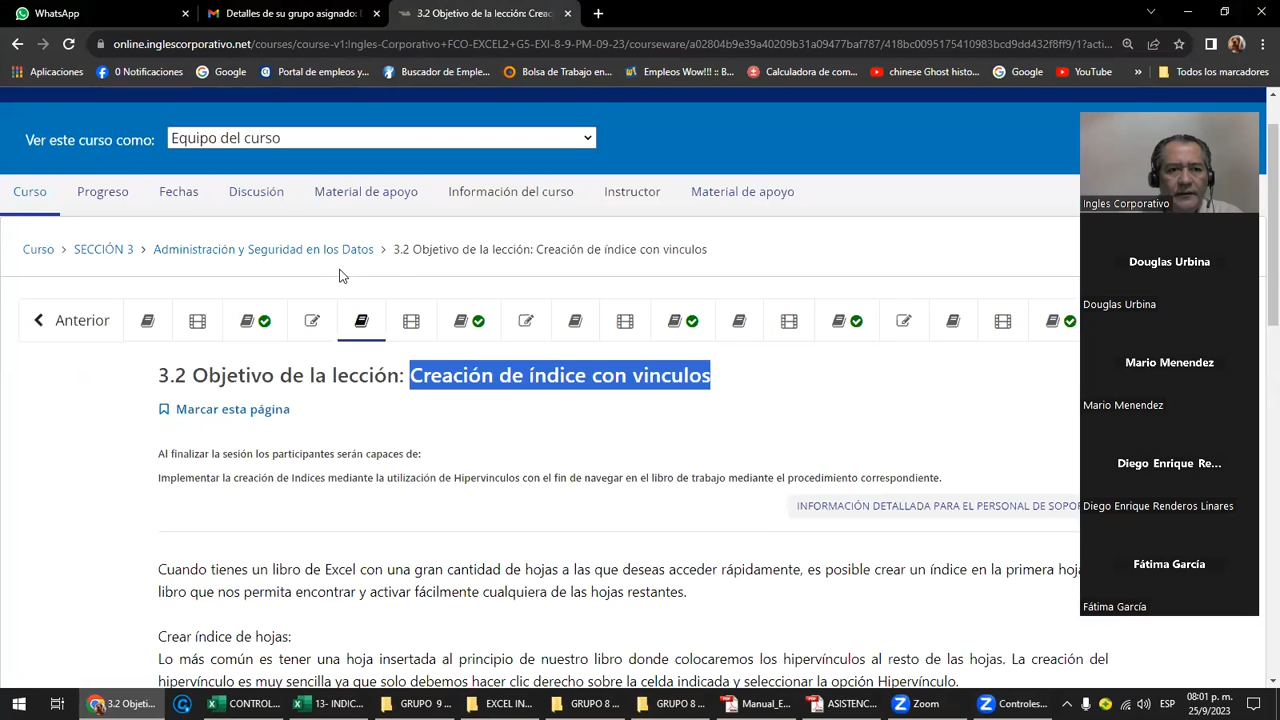 WhatsApp
Detalles de su grupo asignado:
3.2 Objetivo de la lección: Creac
online.inglescorporativo.net/courses/course-v1:Ingles-Corporativo+FCO-EXCEL2+G5-EXI-8-9-PM-09-23/courseware/a02804b9e39a40209b31a09477baf787/418bc0095175410983bcd9dd432f8ff9/1?acti...
Aplicaciones
0 Notificaciones
Google
Portal de empleos y...
Buscador de Emple...
Bolsa de Trabajo en...
Empleos Wow!!! :: B...
Calculadora de com...
chinese Ghost histo...
Google
YouTube
»
Todos los marcadores
Ver este curso como:
Equipo del curso
Curso
Progreso
Fechas
Discusión
Material de apoyo
Información del curso
Instructor
Material de apoyo
Curso > SECCIÓN 3 > Administración y Seguridad en los Datos > 3.2 Objetivo de la lección: Creación de índice con vinculos
Anterior
3.2 Objetivo de la lección: Creación de índice con vinculos
Marcar esta página
Al finalizar la sesión los participantes serán capaces de:
Implementar la creación de Indices mediante la utilización de Hipervinculos con el fin de navegar en el libro de trabajo mediante el procedimiento correspondiente.
INFORMACIÓN DETALLADA PARA EL PERSONAL DE SOPO
Cuando tienes un libro de Excel con una gran cantidad de hojas a las que deseas acceder rápidamente, es posible crear un índice en la primera hoja
libro que nos permita encontrar y activar fácilmente cualquiera de las hojas restantes.
Crear índice de hojas:
Lo más común es tener una hoja insertada al principio de nuestro libro donde colocaremos los hipervínculos al resto de las hojas. La creación del
hipervínculo es muy sencilla ya que solo debemos hacer clic derecho sobre la celda indicada y seleccionar la opción Hipervínculo.
Ingles Corporativo
Douglas Urbina
Douglas Urbina
Mario Menendez
Mario Menendez
Diego Enrique Re...
Diego Enrique Renderos Linares
Fátima García
Fátima García
3.2 Objeti...
CONTROL...
13- INDIC...
GRUPO 9 ...
EXCEL IN...
GRUPO 8 ...
GRUPO 8 ...
Manual_E...
ASISTENC...
Zoom
Controles...
ESP
08:01 p. m.
25/9/2023